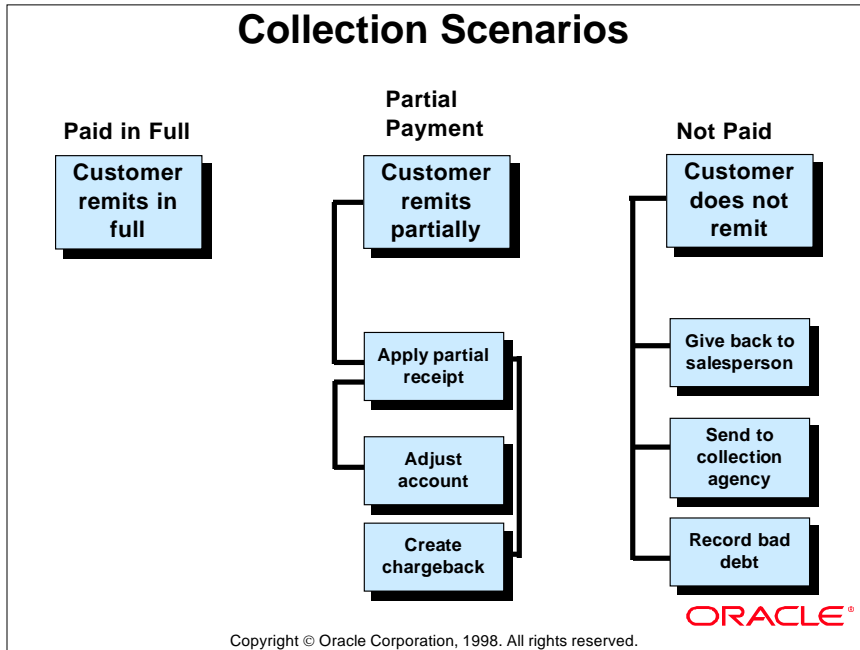 Collection Scenarios
Paid in Full
Customer
remits in
full
Partial
Payment
Customer
remits
partially
Apply partial
receipt
Adjust
account
Create
chargeback
Not Paid
Customer
does not
remit
Give back to
salesperson
Send to
collection
agency
Record bad
debt
ORACLE®
Copyright © Oracle Corporation, 1998. All rights reserved.